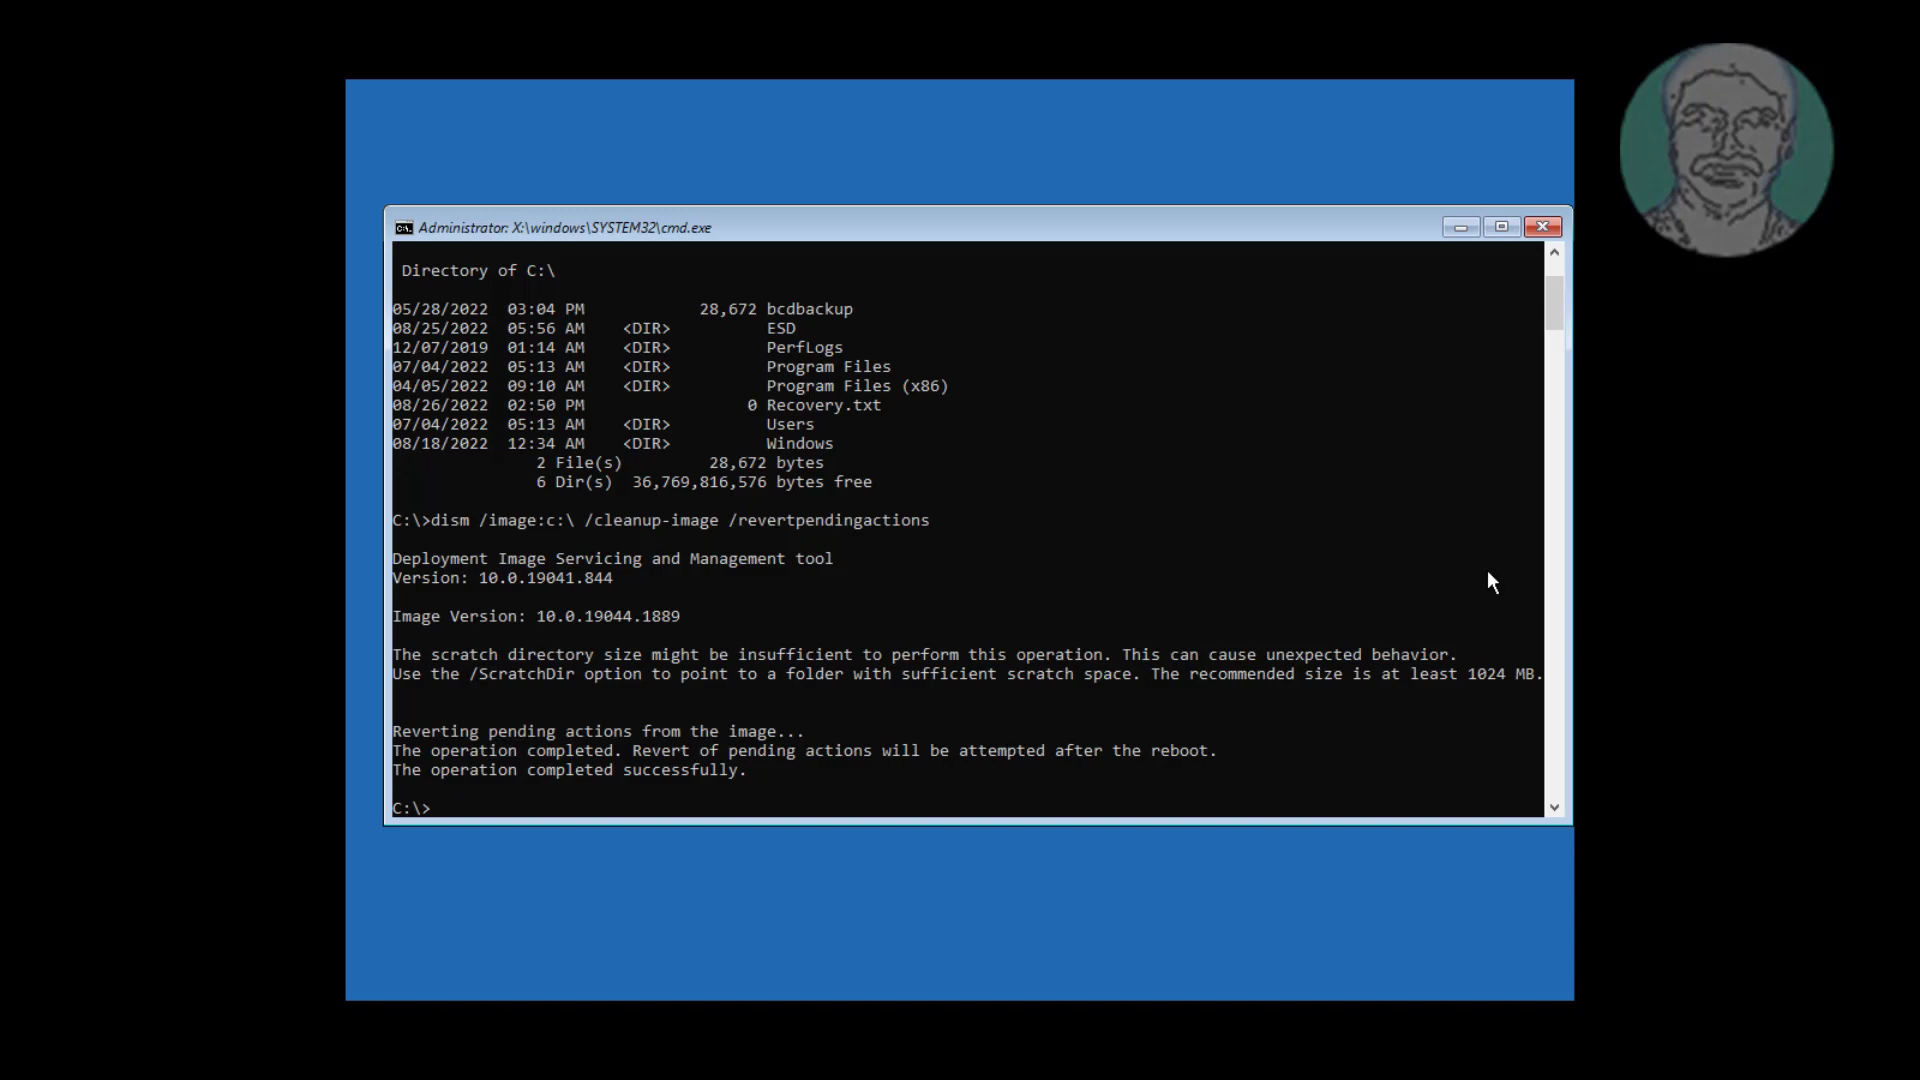 Administrator: X:\windows\SYSTEM32\cmd.exe
Directory of C:\
05/28/2022  03:04 PM            28,672 bcdbackup
08/25/2022  05:56 AM    <DIR>          ESD
12/07/2019  01:14 AM    <DIR>          PerfLogs
07/04/2022  05:13 AM    <DIR>          Program Files
04/05/2022  09:10 AM    <DIR>          Program Files (x86)
08/26/2022  02:50 PM                 0 Recovery.txt
07/04/2022  05:13 AM    <DIR>          Users
08/18/2022  12:34 AM    <DIR>          Windows
2 File(s)         28,672 bytes
6 Dir(s)  36,769,816,576 bytes free
C:\>dism /image:c:\ /cleanup-image /revertpendingactions
Deployment Image Servicing and Management tool
Version: 10.0.19041.844
Image Version: 10.0.19044.1889
The scratch directory size might be insufficient to perform this operation. This can cause unexpected behavior.
Use the /ScratchDir option to point to a folder with sufficient scratch space. The recommended size is at least 1024 MB.
Reverting pending actions from the image...
The operation completed. Revert of pending actions will be attempted after the reboot.
The operation completed successfully.
C:\>